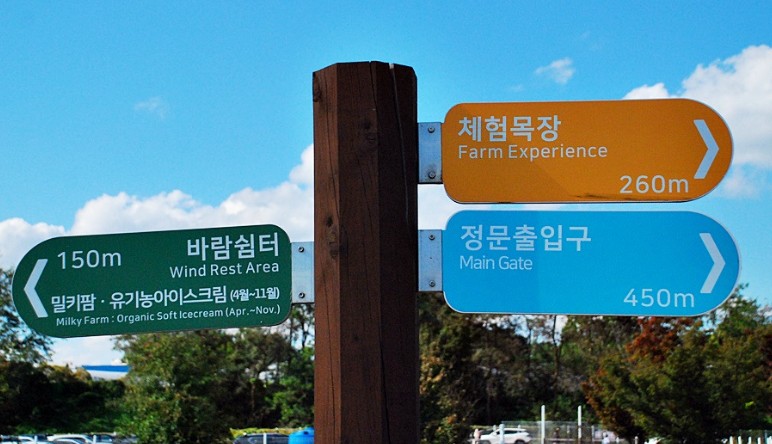 체험목장
Farm Experience
260m
정문출입구
Main Gate
450m
150m
바람쉼터
Wind Rest Area
밀키팜 · 유기농아이스크림 (4월~11월)
Milky Farm : Organic Soft Icecream (Apr.~Nov.)